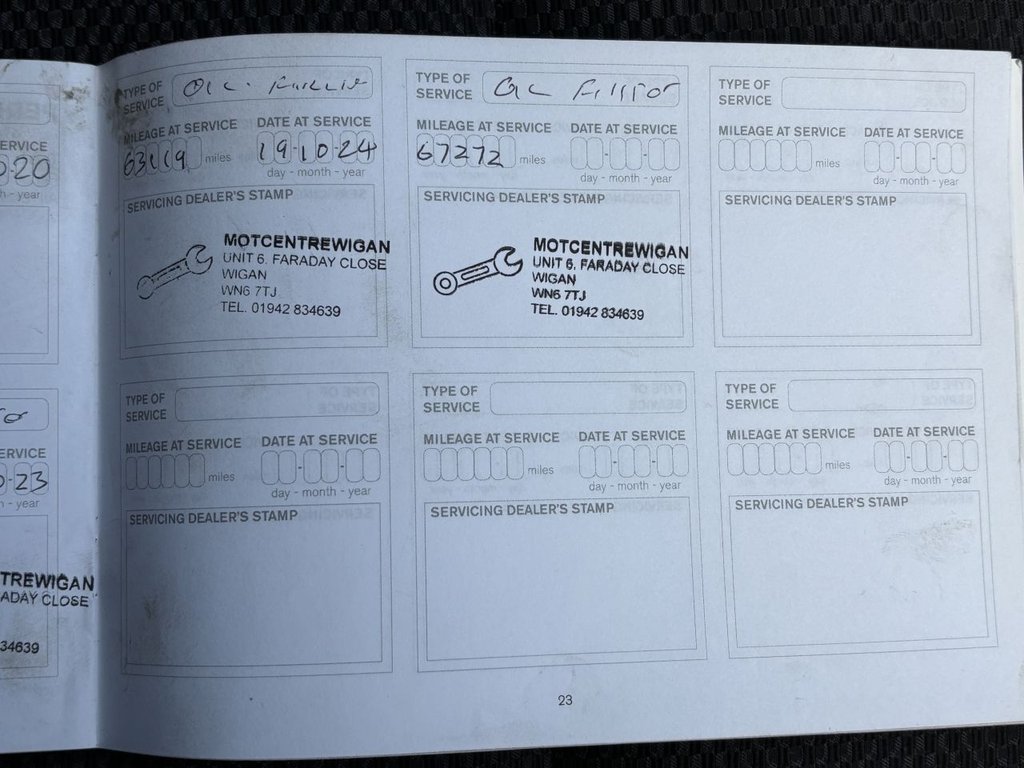 ERVICE
0-20
h - year
ERVICE
0-23
h - year
TREWIGAN
ADAY CLOSE
34639
TYPE OF
SERVICE
OIL.
MILEAGE AT SERVICE
DATE AT SERVICE
miles
19-10-24
day - month - year
SERVICING DEALER'S STAMP
MOTCENTREWIGAN
UNIT 6, FARADAY CLOSE
WIGAN
WN6 7TJ
TEL. 01942 834639
TYPE OF
SERVICE
MILEAGE AT SERVICE
DATE AT SERVICE
67272 miles
day - month - year
SERVICING DEALER'S STAMP
MOTCENTREWIGAN
UNIT 6, FARADAY CLOSE
WIGAN
WN6 7TJ
TEL. 01942 834639
TYPE OF
SERVICE
MILEAGE AT SERVICE
DATE AT SERVICE
miles
day - month - year
SERVICING DEALER'S STAMP
TYPE OF
SERVICE
MILEAGE AT SERVICE
DATE AT SERVICE
miles
day - month - year
SERVICING DEALER'S STAMP
TYPE OF
SERVICE
MILEAGE AT SERVICE
DATE AT SERVICE
miles
day - month - year
SERVICING DEALER'S STAMP
TYPE OF
SERVICE
MILEAGE AT SERVICE
DATE AT SERVICE
miles
day - month - year
SERVICING DEALER'S STAMP
23